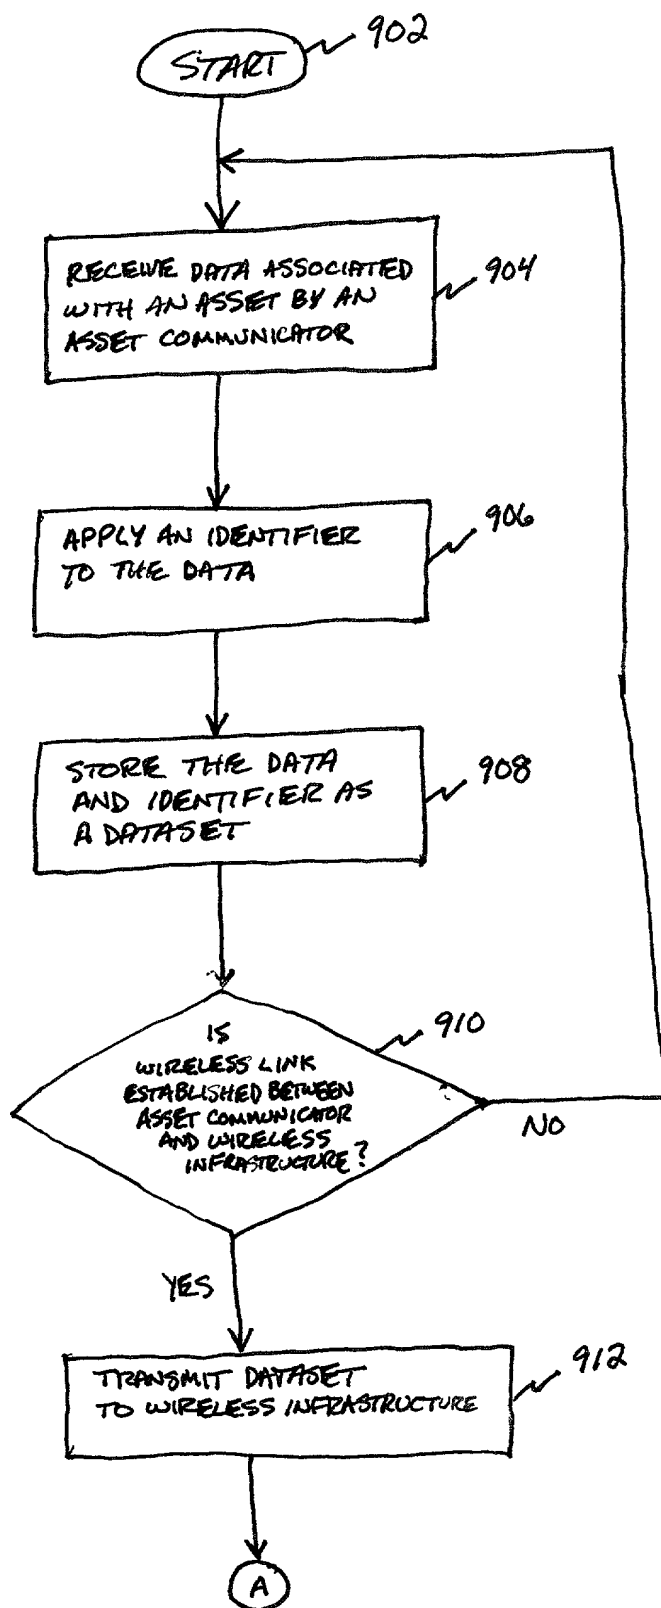 START
902
RECEIVE DATA ASSOCIATED
WITH AN ASSET BY AN
ASSET COMMUNICATOR
904
APPLY AN IDENTIFIER
TO THE DATA
906
STORE THE DATA
AND IDENTIFIER AS
A DATASET
908
IS
WIRELESS LINK
ESTABLISHED BETWEEN
ASSET COMMUNICATOR
AND WIRELESS
INFRASTRUCTURE?
910
NO
YES
TRANSMIT DATASET
TO WIRELESS INFRASTRUCTURE
912
A